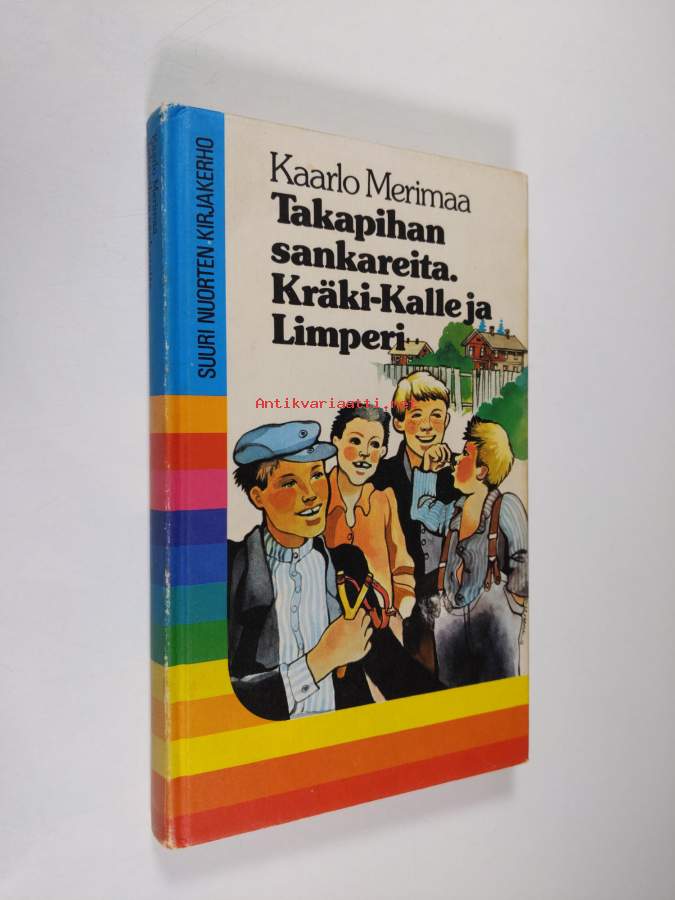 Kaarlo Merimaa
Takapihan
sankareita.
Kräki-Kalle ja
Limperi
SUURI NUORTEN KIRJAKERHO
Antikvariaatti.net